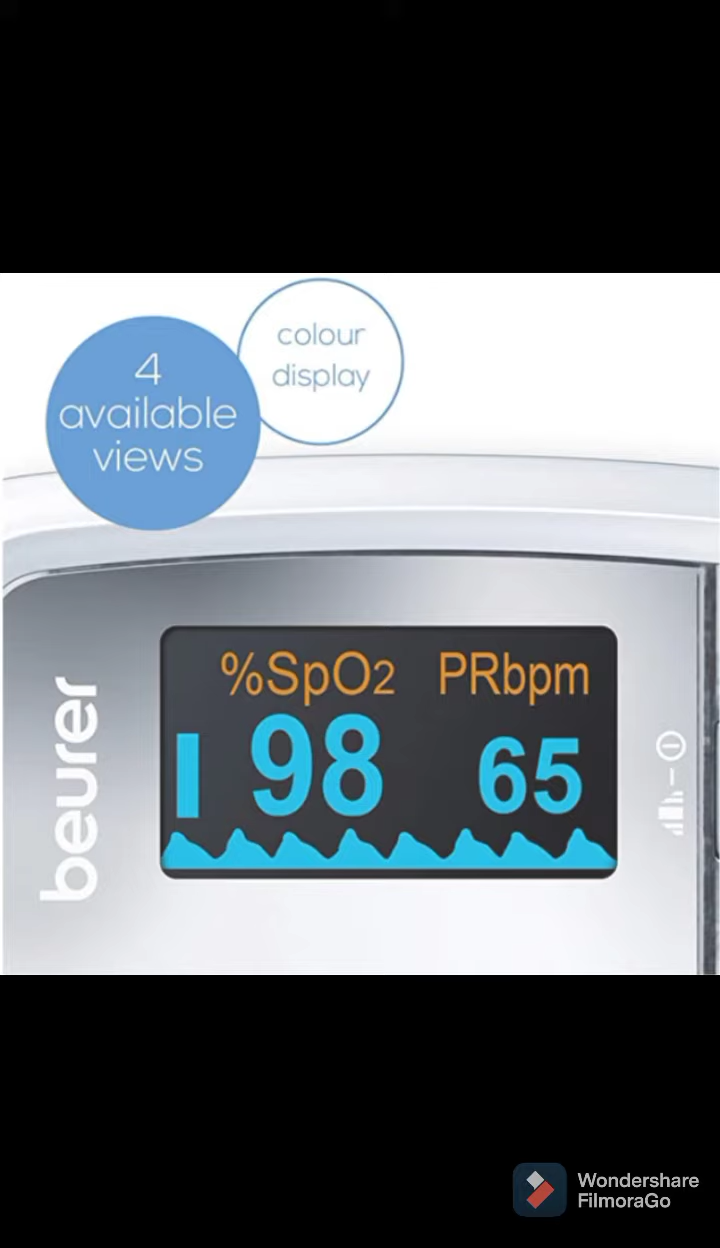 colour
display
4
available
views
beurer
%SpO2 PRbpm
98 65
Wondershare
FilmoraGo